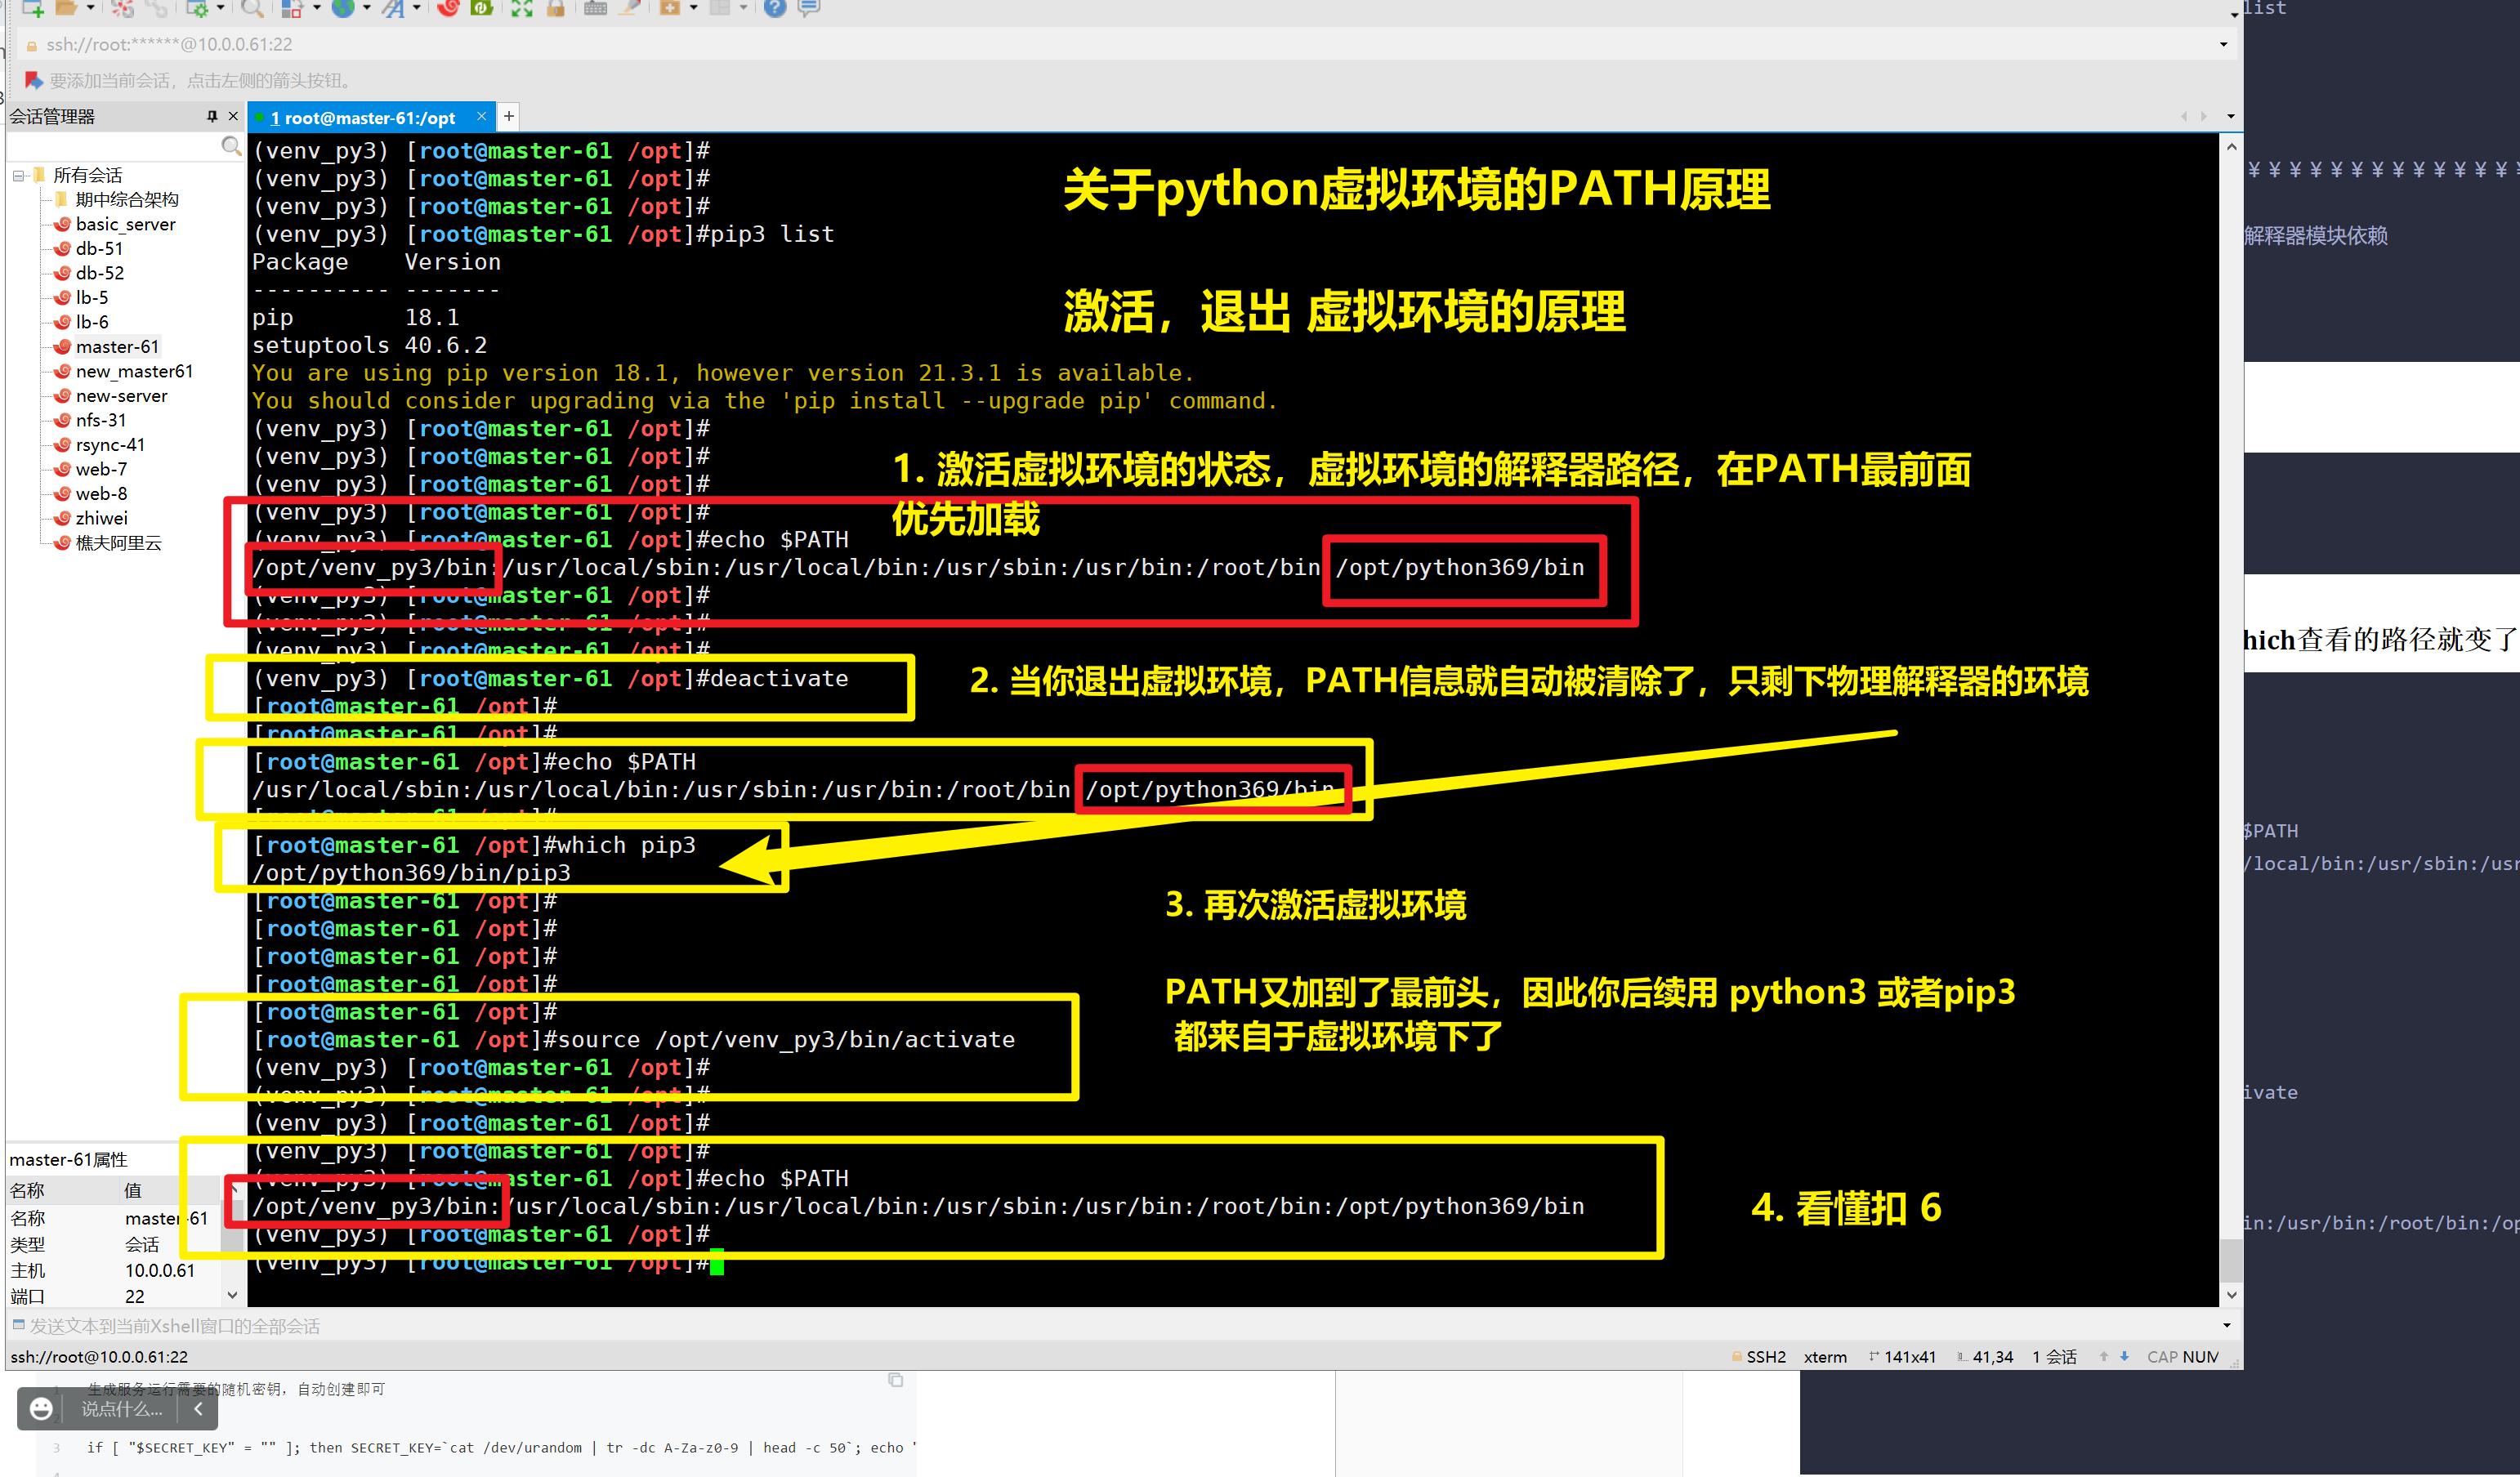 list
ssh://root:******@10.0.0.61:22
要添加当前会话，点击左侧的箭头按钮。
会话管理器
1 root@master-61:/opt
所有会话
期中综合架构
basic_server
db-51
db-52
lb-5
lb-6
master-61
new_master61
new-server
nfs-31
rsync-41
web-7
web-8
zhiwei
樵夫阿里云
master-61属性
名称 值
名称 master-61
类型 会话
主机 10.0.0.61
端口 22
(venv_py3) [root@master-61 /opt]#
(venv_py3) [root@master-61 /opt]#
(venv_py3) [root@master-61 /opt]#
(venv_py3) [root@master-61 /opt]#pip3 list
Package    Version
---------- -------
pip        18.1
setuptools 40.6.2
You are using pip version 18.1, however version 21.3.1 is available.
You should consider upgrading via the 'pip install --upgrade pip' command.
(venv_py3) [root@master-61 /opt]#
(venv_py3) [root@master-61 /opt]#
(venv_py3) [root@master-61 /opt]#
(venv_py3) [root@master-61 /opt]#
(venv_py3) [root@master-61 /opt]#echo $PATH
/opt/venv_py3/bin:/usr/local/sbin:/usr/local/bin:/usr/sbin:/usr/bin:/root/bin /opt/python369/bin
(venv_py3) [root@master-61 /opt]#
(venv_py3) [root@master-61 /opt]#
(venv_py3) [root@master-61 /opt]#
(venv_py3) [root@master-61 /opt]#deactivate
[root@master-61 /opt]#
[root@master-61 /opt]#
[root@master-61 /opt]#echo $PATH
/usr/local/sbin:/usr/local/bin:/usr/sbin:/usr/bin:/root/bin /opt/python369/bin
[root@master-61 /opt]#
[root@master-61 /opt]#which pip3
/opt/python369/bin/pip3
[root@master-61 /opt]#
[root@master-61 /opt]#
[root@master-61 /opt]#
[root@master-61 /opt]#
[root@master-61 /opt]#
[root@master-61 /opt]#source /opt/venv_py3/bin/activate
(venv_py3) [root@master-61 /opt]#
(venv_py3) [root@master-61 /opt]#
(venv_py3) [root@master-61 /opt]#
(venv_py3) [root@master-61 /opt]#
(venv_py3) [root@master-61 /opt]#echo $PATH
/opt/venv_py3/bin:/usr/local/sbin:/usr/local/bin:/usr/sbin:/usr/bin:/root/bin:/opt/python369/bin
(venv_py3) [root@master-61 /opt]#
(venv_py3) [root@master-61 /opt]#
关于python虚拟环境的PATH原理
激活，退出 虚拟环境的原理
1. 激活虚拟环境的状态，虚拟环境的解释器路径，在PATH最前面
优先加载
2. 当你退出虚拟环境，PATH信息就自动被清除了，只剩下物理解释器的环境
3. 再次激活虚拟环境
PATH又加到了最前头，因此你后续用 python3 或者pip3
都来自于虚拟环境下了
4. 看懂扣 6
¥¥¥¥¥¥¥¥¥¥¥¥¥¥
解释器模块依赖
hich查看的路径就变了
$PATH
/local/bin:/usr/sbin:/usr
ivate
in:/usr/bin:/root/bin:/op
发送文本到当前Xshell窗口的全部会话
ssh://root@10.0.0.61:22
SSH2 xterm 141x41 41,34 1 会话 CAP NUM
生成服务运行需要的随机密钥，自动创建即可
说点什么...
3 if [ "$SECRET_KEY" = "" ]; then SECRET_KEY=`cat /dev/urandom | tr -dc A-Za-z0-9 | head -c 50`; echo "